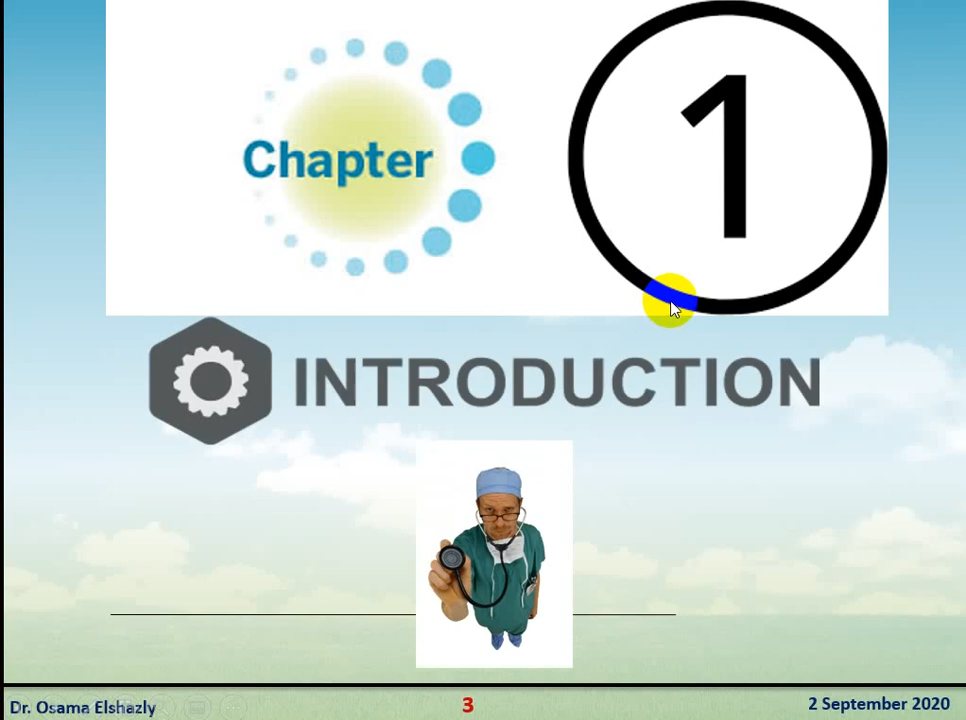 Chapter
1
INTRODUCTION
Dr. Osama Elshazly
3
2 September 2020